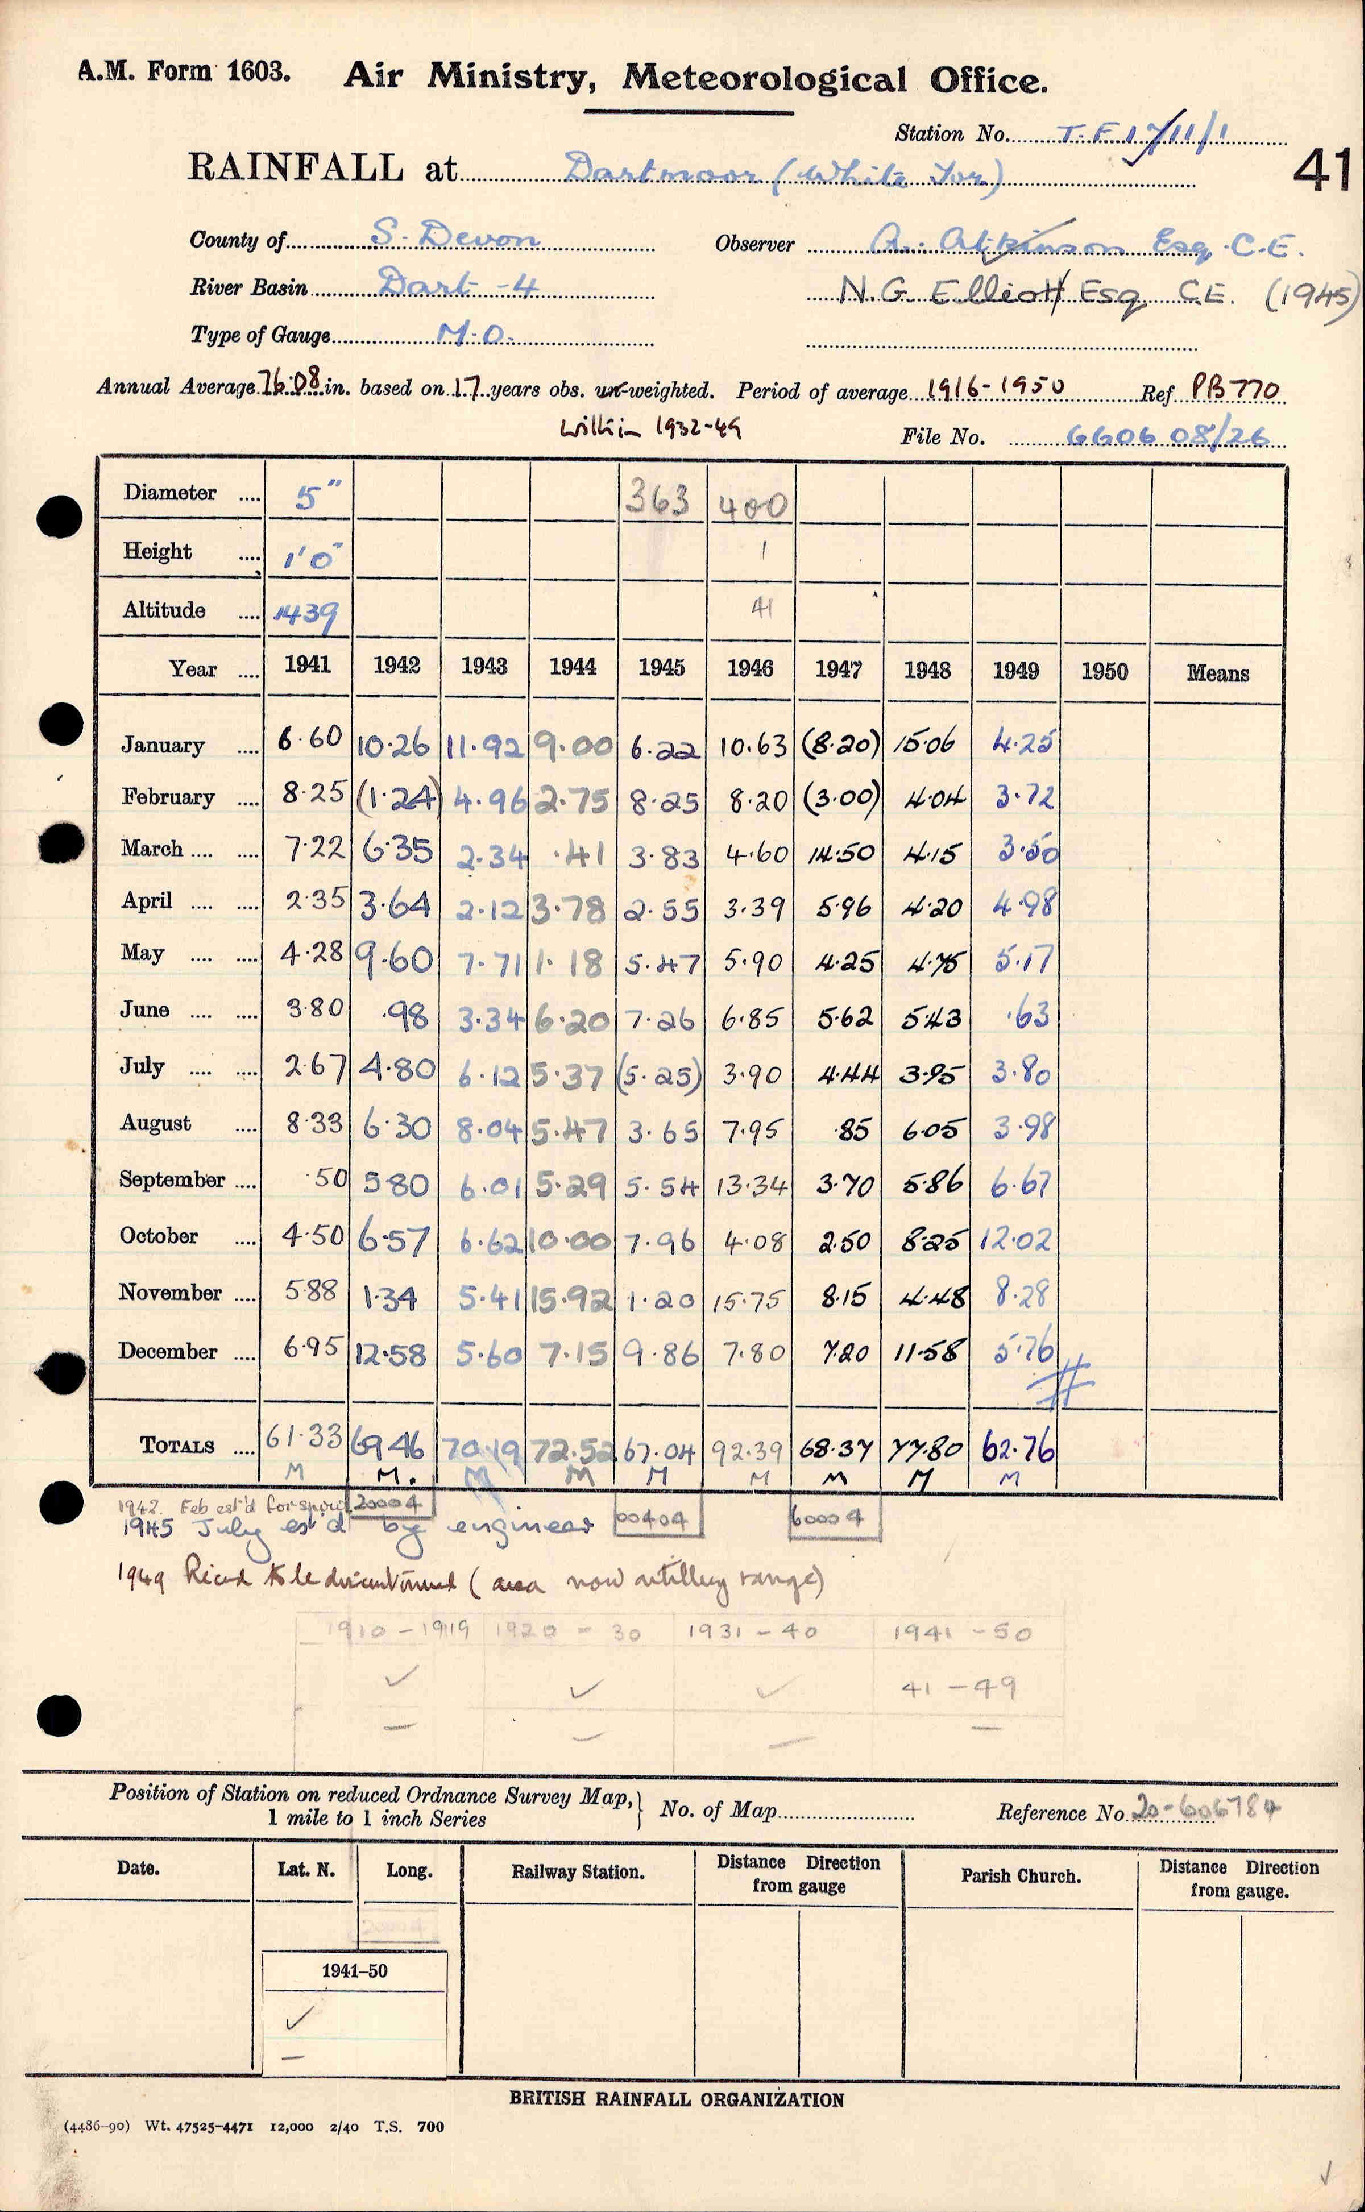 A.M. Form 1603. Air Ministry, Meteorological Office.
Station No. T.F 17/11/1
41
RAINFALL at Dartmoor (White Tor)
County of S. Devon Observer A. Atkinson Esq. C.E.
River Basin Dart -4 N.G. Elliott Esq C.E. (1945)
Type of Gauge M.O.
Annual Average 76.08 in. based on 17 years obs. un-weighted. Period of average 1916-1950 Ref PB770
1932-49 File No. 6606 08/26
Diameter .... 5" 363 400
Height .... 1'0" 1
Altitude .... 1439 41
Year .... 1941 1942 1943 1944 1945 1946 1947 1948 1949 1950 Means
January .... 6.60 10.26 11.92 9.00 6.22 10.63 (8.20) 15.06 4.25
February .... 8.25 (1.24) 4.96 2.75 8.25 8.20 (3.00) 4.04 3.72
March .... .... 7.22 6.35 2.34 .41 3.83 4.60 14.50 4.15 3.50
April .... .... 2.35 3.64 2.12 3.78 2.55 3.39 5.96 4.20 4.98
May .... .... 4.28 9.60 7.71 1.18 5.47 5.90 4.25 4.75 5.17
June .... .... 3.80 .98 3.34 6.20 7.26 6.85 5.62 5.43 .63
July .... .... 2.67 4.80 6.12 5.37 (5.25) 3.90 4.44 3.95 3.80
August .... 8.33 6.30 8.04 5.47 3.65 7.95 .85 6.05 3.98
September .... .50 5.80 6.01 5.29 5.54 13.34 3.70 5.86 6.67
October .... 4.50 6.57 6.62 10.00 7.96 4.08 2.50 8.25 12.02
November .... 5.88 1.34 5.41 15.92 1.20 15.75 8.15 4.48 8.28
December .... 6.95 12.58 5.60 7.15 9.86 7.80 7.20 11.58 5.76
TOTALS .... 61.33 69.46 70.19 72.52 67.04 92.39 68.37 77.80 62.76
M M. M M M M M M M
1942. Feb est'd for snow 20004
1945 July est'd by engineer 00404 60004
1949 Record to be discontinued (area now artillery range)
1910-1919 1920-30 1931-40 1941-50
✓ ✓ ✓ 41-49
– – – –
Position of Station on reduced Ordnance Survey Map,
1 mile to 1 inch Series } No. of Map Reference No. 20-606784
Date. Lat. N. Long. Railway Station. Distance Direction from gauge Parish Church. Distance Direction from gauge.
20004
1941–50
✓
–
BRITISH RAINFALL ORGANIZATION
(4486-90) Wt. 47525-4471 12,000 2/40 T.S. 700
✓